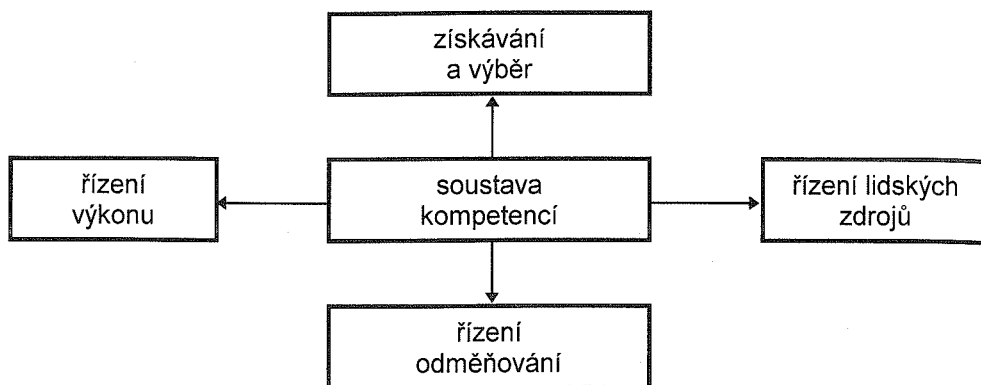 získávání
a výběr
řízení
výkonu
soustava
kompetencí
řízení lidských
zdrojů
řízení
odměňování